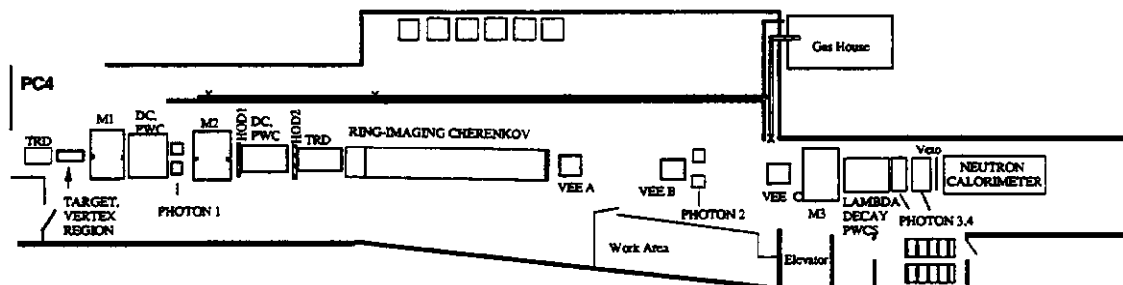 Gas House
PC4
M1
DC,
PWC
M2
HOD1
DC,
PWC
HOD2
TRD
RING-IMAGING CHERENKOV
TRD
Veto
NEUTRON
CALORIMETER
VEE A
VEE B
VEE C
M3
LAMBDA
DECAY
PWCS
PHOTON 3.4
TARGET,
VERTEX
REGION
PHOTON 1
PHOTON 2
Work Area
Elevator